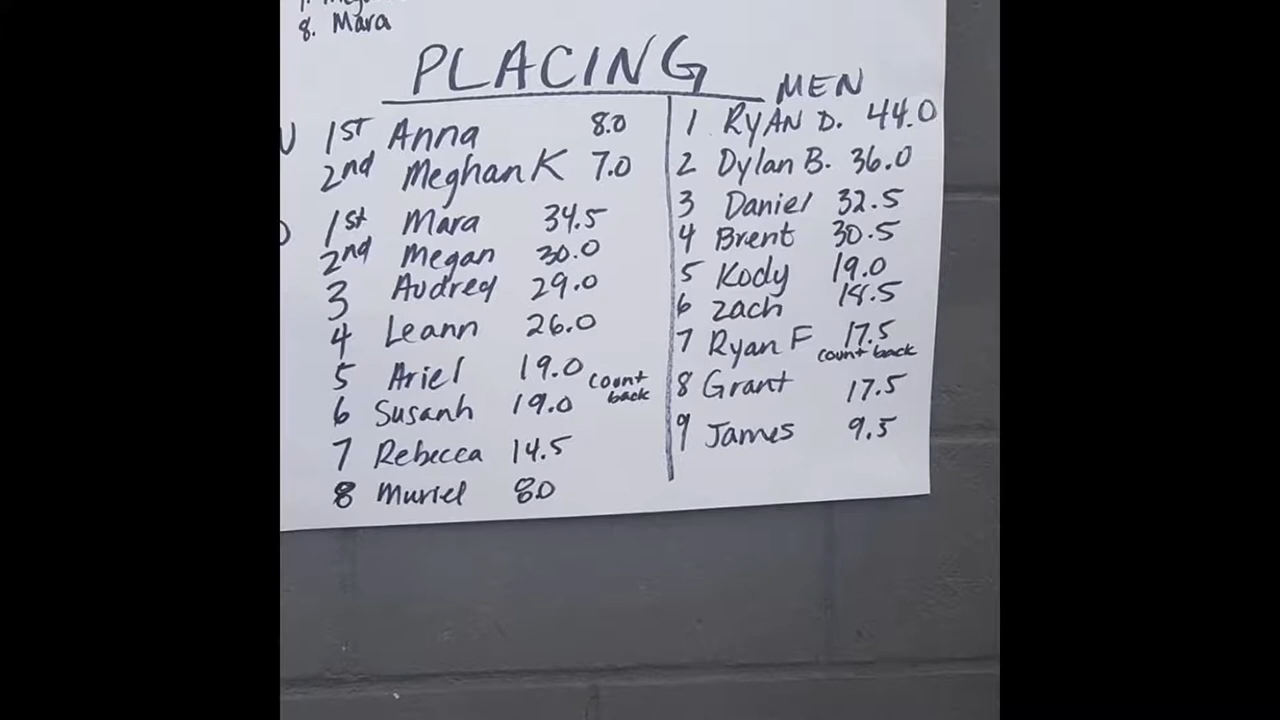 8. Mara
PLACING
1ST Anna 8.0
2nd Meghan K 7.0
1st Mara 34.5
2nd Megan 30.0
3 Audrey 29.0
4 Leann 26.0
5 Ariel 19.0 count back
6 Susanh 19.0
7 Rebecca 14.5
8 Muriel 8.0
MEN
1 RYAN D. 44.0
2 Dylan B. 36.0
3 Daniel 32.5
4 Brent 30.5
5 Kody 19.0
6 Zach 18.5
7 Ryan F 17.5
count back
8 Grant 17.5
9 James 9.5